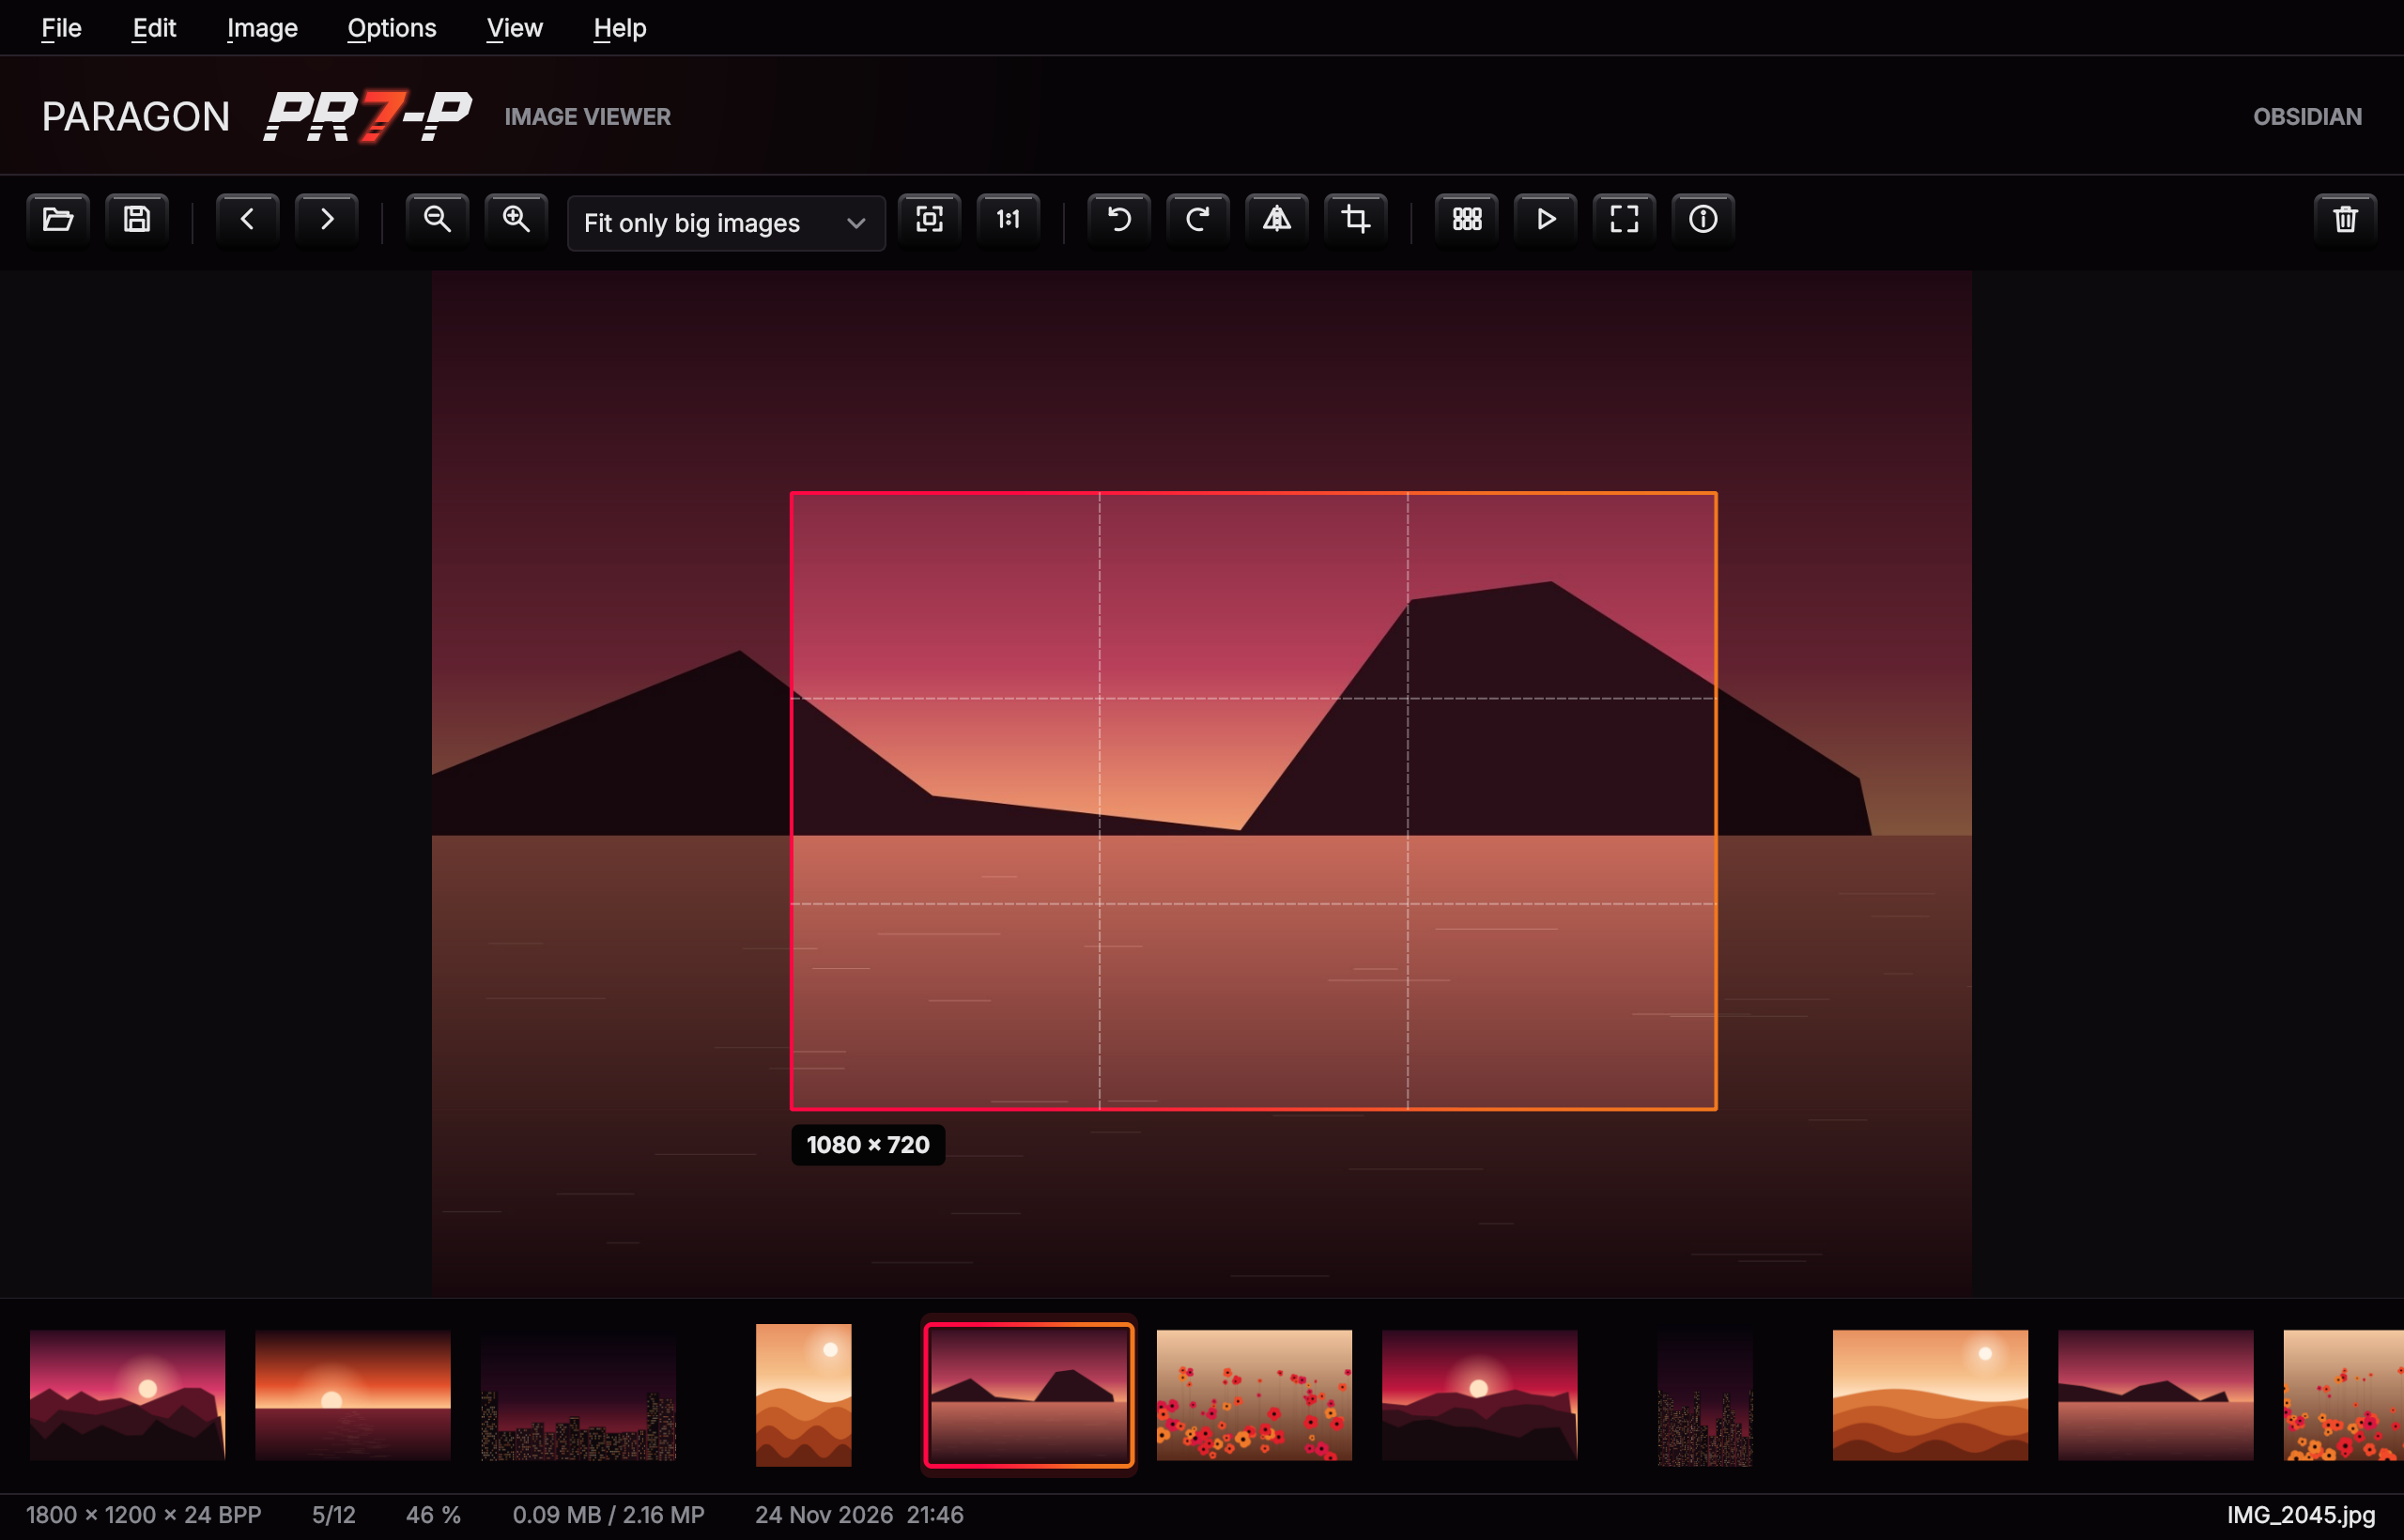 File Edit Image Options View Help
PARAGON PR7-P IMAGE VIEWER OBSIDIAN
Fit only big images 1:1
1080 × 720
1800 × 1200 × 24 BPP 5/12 46 % 0.09 MB / 2.16 MP 24 Nov 2026 21:46 IMG_2045.jpg